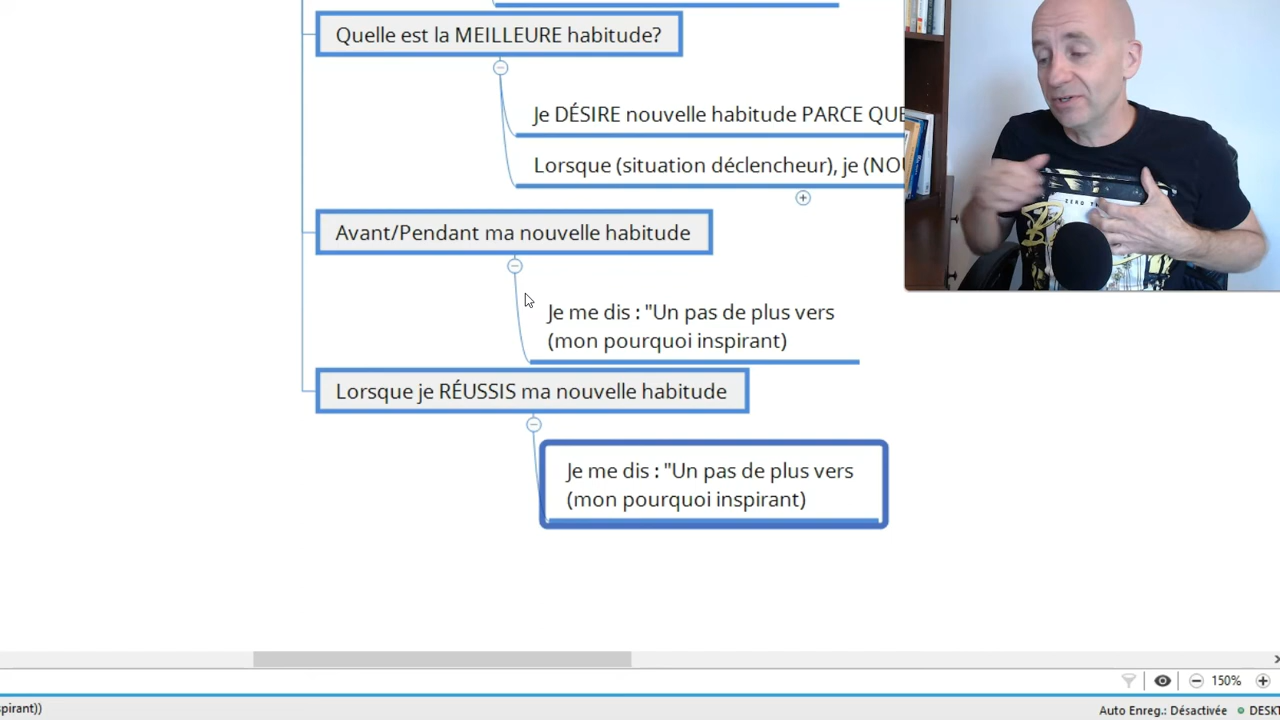 Quelle est la MEILLEURE habitude?
Je DÉSIRE nouvelle habitude PARCE QUE
Lorsque (situation déclencheur), je (NOU
Avant/Pendant ma nouvelle habitude
Je me dis : "Un pas de plus vers
(mon pourquoi inspirant)
Lorsque je RÉUSSIS ma nouvelle habitude
Je me dis : "Un pas de plus vers
(mon pourquoi inspirant)
ZERO
150%
spirant))
Auto Enreg.: Désactivée
DESKT